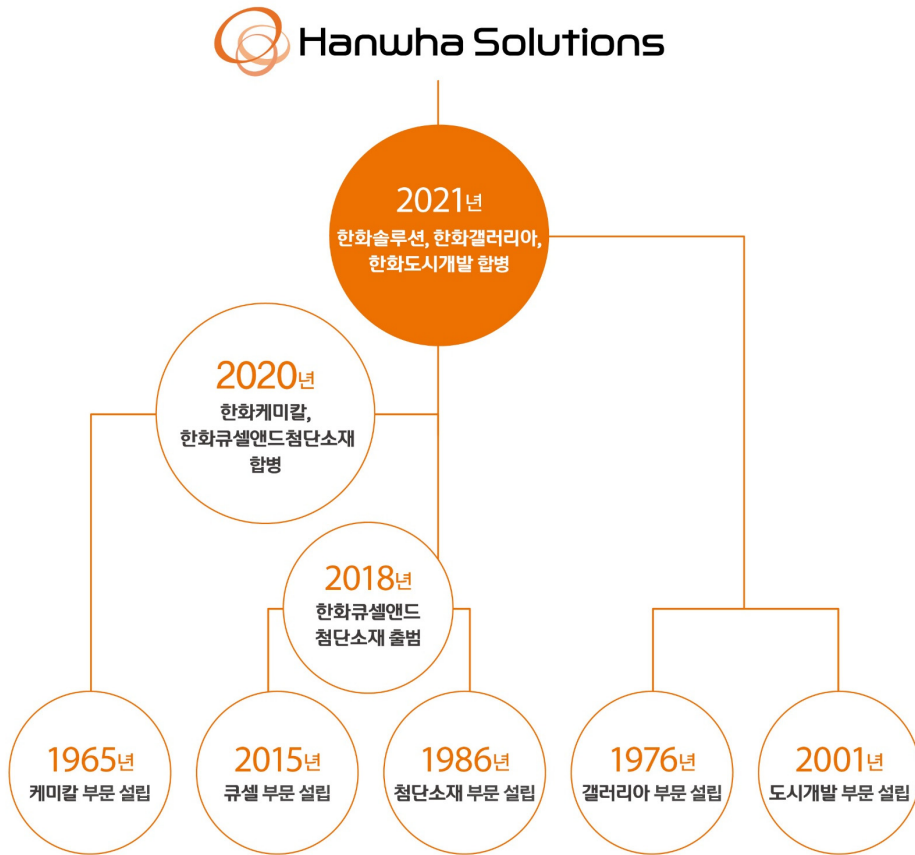 Hanwha Solutions
2021년
한화솔루션, 한화갤러리아,
한화도시개발 합병
2020년
한화케미칼,
한화큐셀앤드첨단소재
합병
2018년
한화큐셀앤드
첨단소재 출범
1965년
케미칼 부문 설립
2015년
큐셀 부문 설립
1986년
첨단소재 부문 설립
1976년
갤러리아 부문 설립
2001년
도시개발 부문 설립